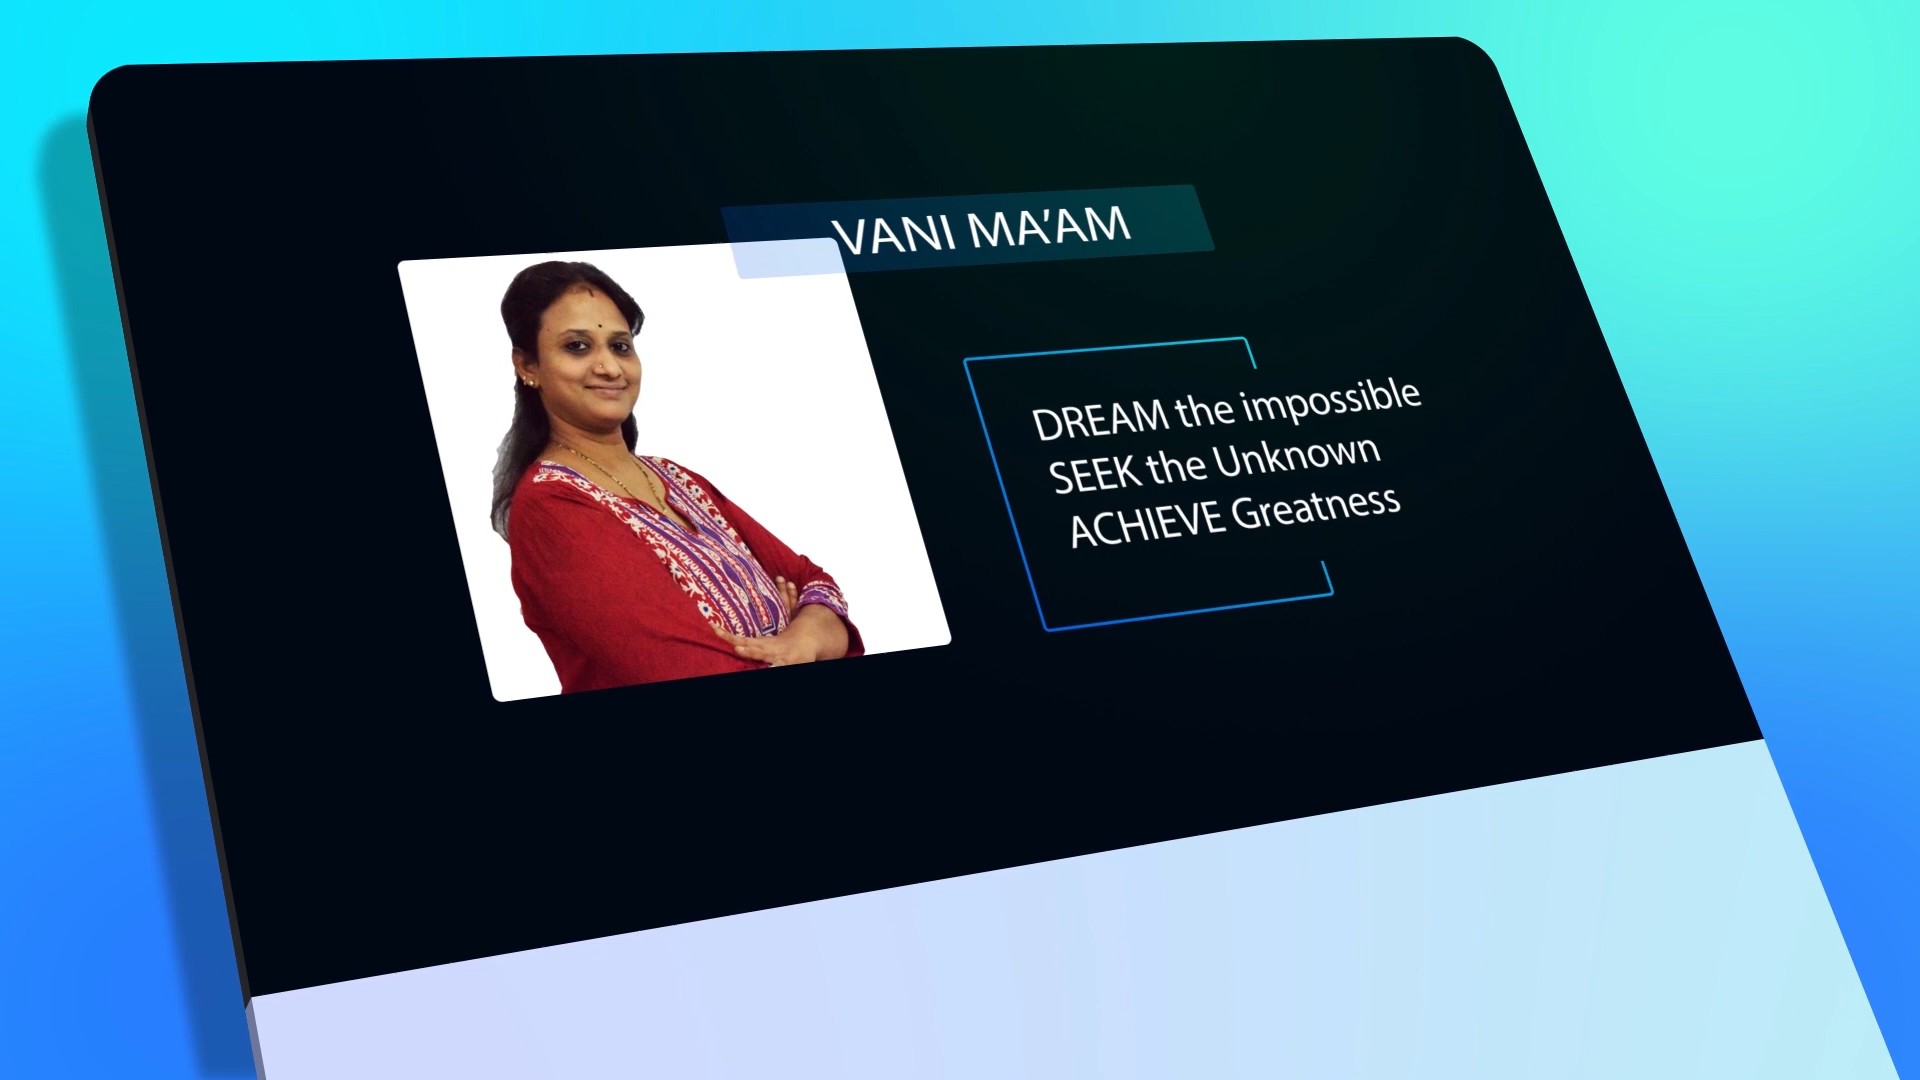 VANI MA’AM
DREAM the impossible
SEEK the Unknown
ACHIEVE Greatness